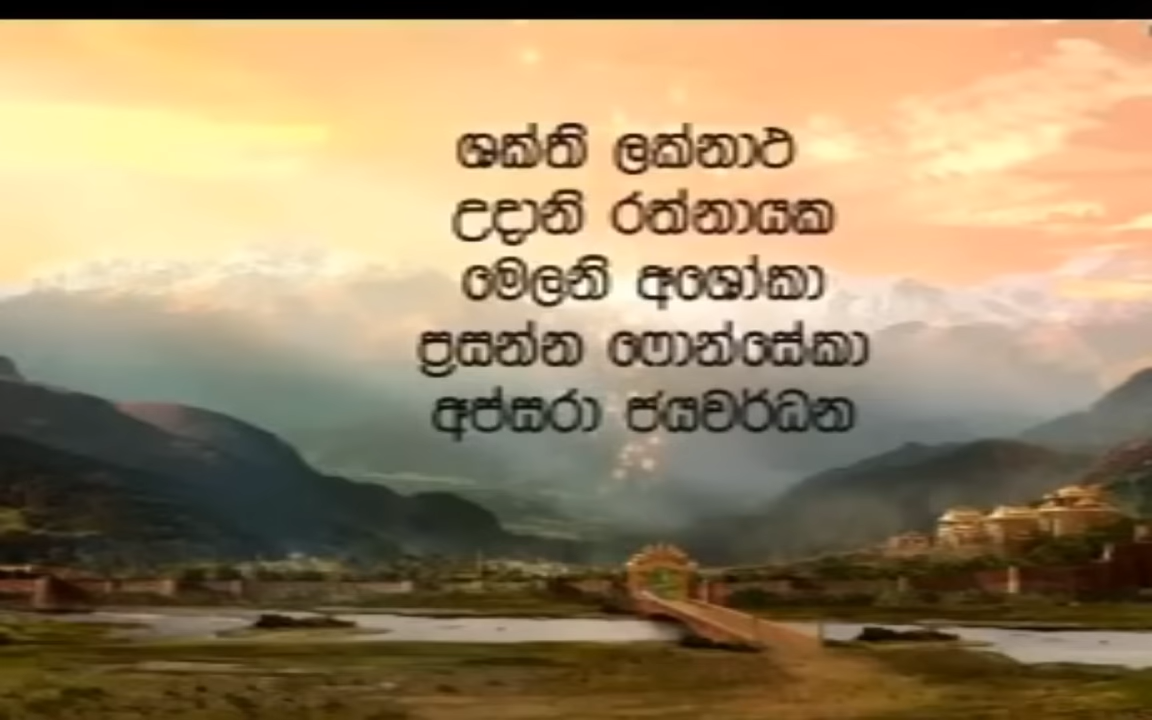 ශක්ති ලක්නාථ
උදානි රත්නායක
මෙලනි අශෝකා
ප්‍රසන්න ෆොන්සේකා
අප්සරා ජයවර්ධන